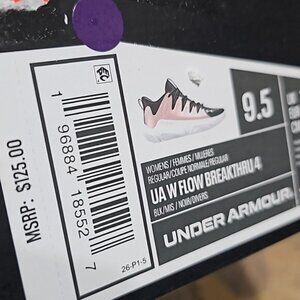 MSRP: $125.00
1 96884 18552 7
26-P1-5
9.5
WOMENS / FEMMES / MUJERES
REGULAR/COUPE NORMALE/REGULAR
UA W FLOW BREAKTHRU 4
BLK/MIS / NOIR/DIVERS
UNDER ARMOUR